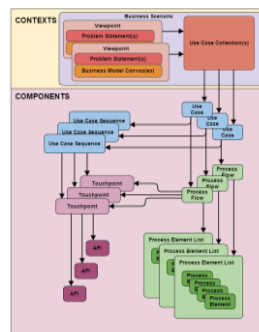 CONTEXTS
Business Scenario
Viewpoint
Problem Statement(s)
Viewpoint
Problem Statement(s)
Business Model Canvas(es)
Use Case Collection(s)
COMPONENTS
Use Case Sequence
Use Case Sequence
Use Case Sequence
Use
Case
Use
Case
Use
Case
Touchpoint
Touchpoint
Touchpoint
Process
Flow
Process
Flow
Process
Flow
API
API
API
Process Element List
Process Element List
Process Element List
Process
Process
Process
Process
Element